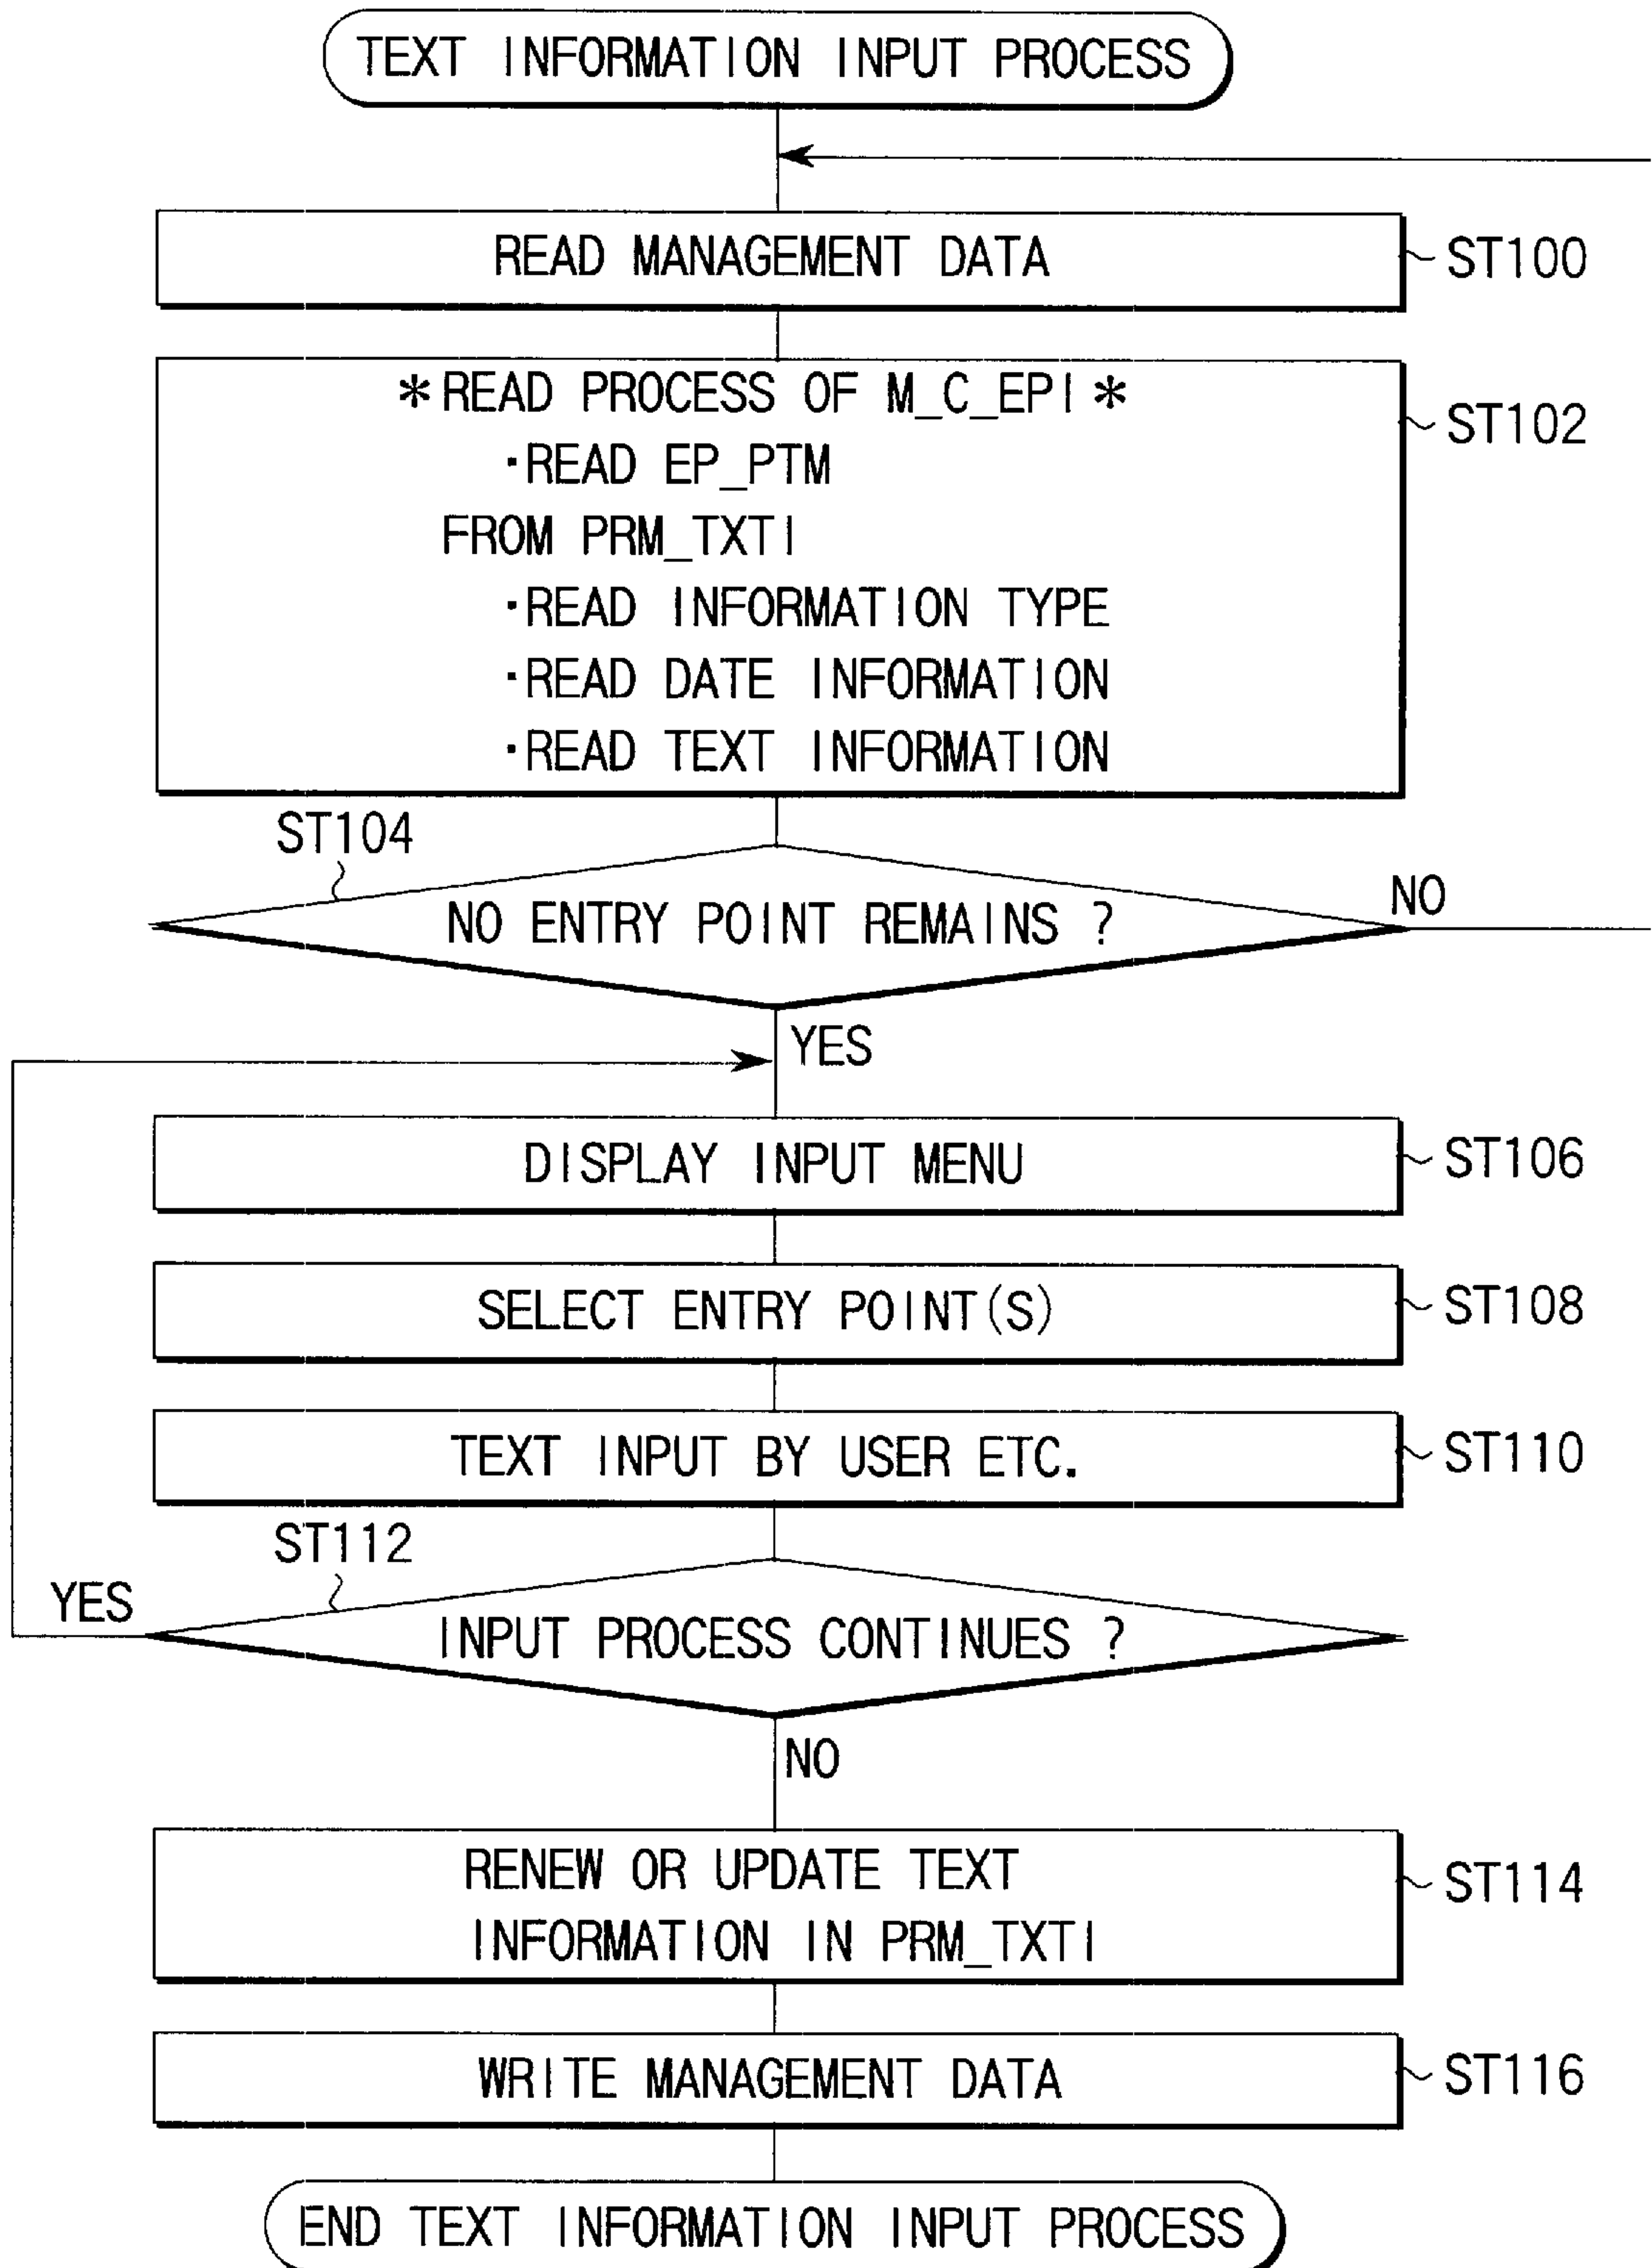 TEXT INFORMATION INPUT PROCESS
READ MANAGEMENT DATA
ST100
*READ PROCESS OF M_C_EPI*
ST102
·READ EP_PTM
FROM PRM_TXTI
·READ INFORMATION TYPE
·READ DATE INFORMATION
·READ TEXT INFORMATION
ST104
NO ENTRY POINT REMAINS ?
NO
YES
DISPLAY INPUT MENU
ST106
SELECT ENTRY POINT(S)
ST108
TEXT INPUT BY USER ETC.
ST110
ST112
YES
INPUT PROCESS CONTINUES ?
NO
RENEW OR UPDATE TEXT
INFORMATION IN PRM_TXTI
ST114
WRITE MANAGEMENT DATA
ST116
END TEXT INFORMATION INPUT PROCESS